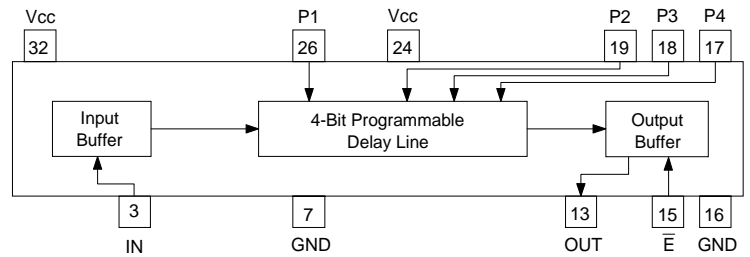 Vcc P1 Vcc P2 P3 P4
32 26 24 19 18 17
Input
Buffer
4-Bit Programmable
Delay Line
Output
Buffer
3 7 13 15 16
IN GND OUT E̅ GND